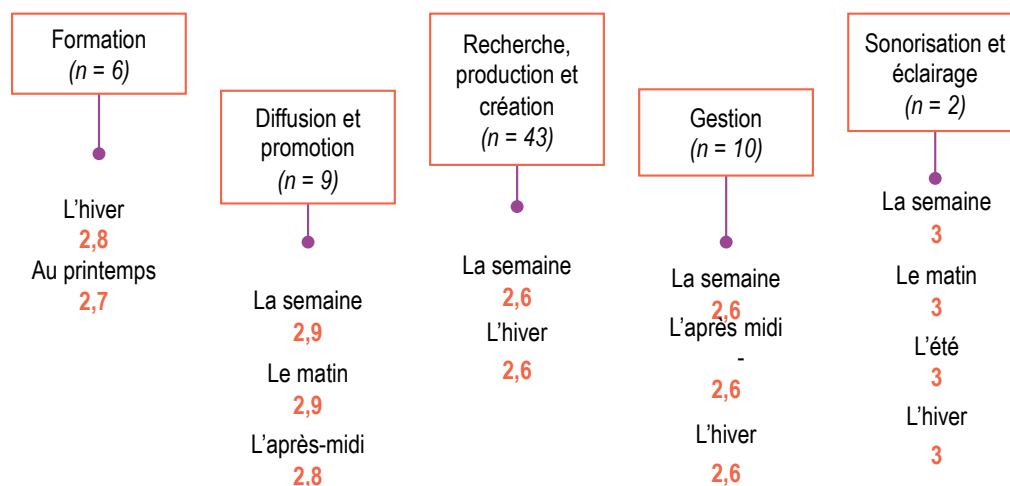 Formation
(n = 6)
L'hiver
2,8
Au printemps
2,7
Diffusion et
promotion
(n = 9)
La semaine
2,9
Le matin
2,9
L'après-midi
2,8
Recherche,
production et
création
(n = 43)
La semaine
2,6
L'hiver
2,6
Gestion
(n = 10)
La semaine
2,6
L'après midi
-
2,6
L'hiver
2,6
Sonorisation et
éclairage
(n = 2)
La semaine
3
Le matin
3
L'été
3
L'hiver
3